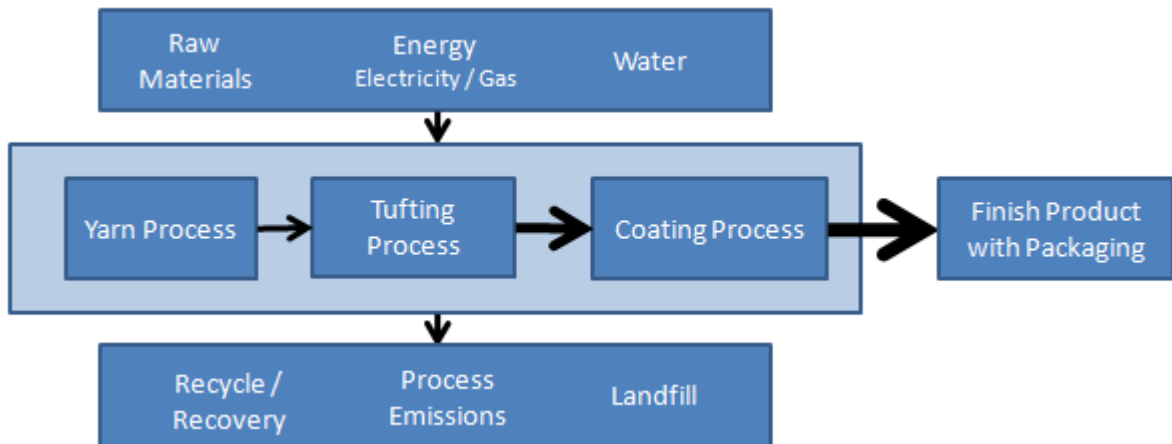 Raw
Materials
Energy
Electricity / Gas
Water
Yarn Process
Tufting
Process
Coating Process
Finish Product
with Packaging
Recycle /
Recovery
Process
Emissions
Landfill